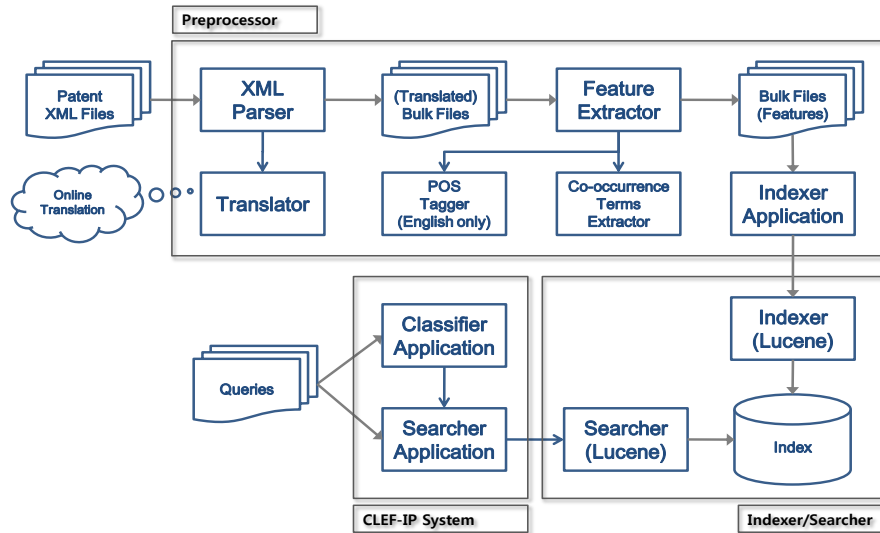 Preprocessor
Patent
XML Files
XML
Parser
(Translated)
Bulk Files
Feature
Extractor
Bulk Files
(Features)
Online
Translation
Translator
POS
Tagger
(English only)
Co-occurrence
Terms
Extractor
Indexer
Application
Classifier
Application
Indexer
(Lucene)
Queries
Searcher
Application
Searcher
(Lucene)
Index
CLEF-IP System
Indexer/Searcher